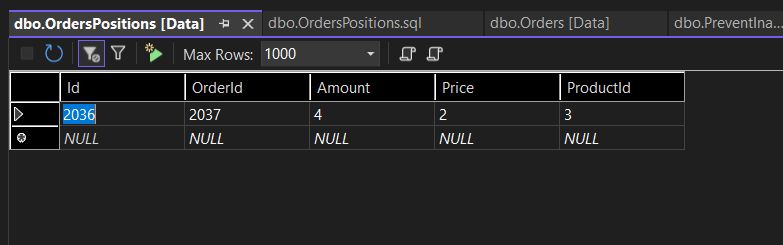 dbo.OrdersPositions [Data] dbo.OrdersPositions.sql dbo.Orders [Data] dbo.PreventIna...
Max Rows: 1000
Id OrderId Amount Price ProductId
2036 2037 4 2 3
NULL NULL NULL NULL NULL